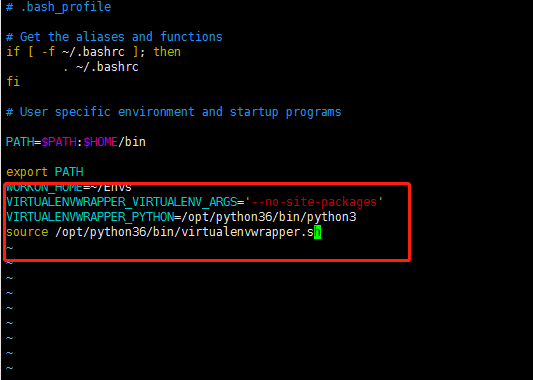 # .bash_profile
# Get the aliases and functions
if [ -f ~/.bashrc ]; then
. ~/.bashrc
fi
# User specific environment and startup programs
PATH=$PATH:$HOME/bin
export PATH
WORKON_HOME=~/Envs
VIRTUALENVWRAPPER_VIRTUALENV_ARGS='--no-site-packages'
VIRTUALENVWRAPPER_PYTHON=/opt/python36/bin/python3
source /opt/python36/bin/virtualenvwrapper.sh
~
~
~
~
~
~
~
~
~